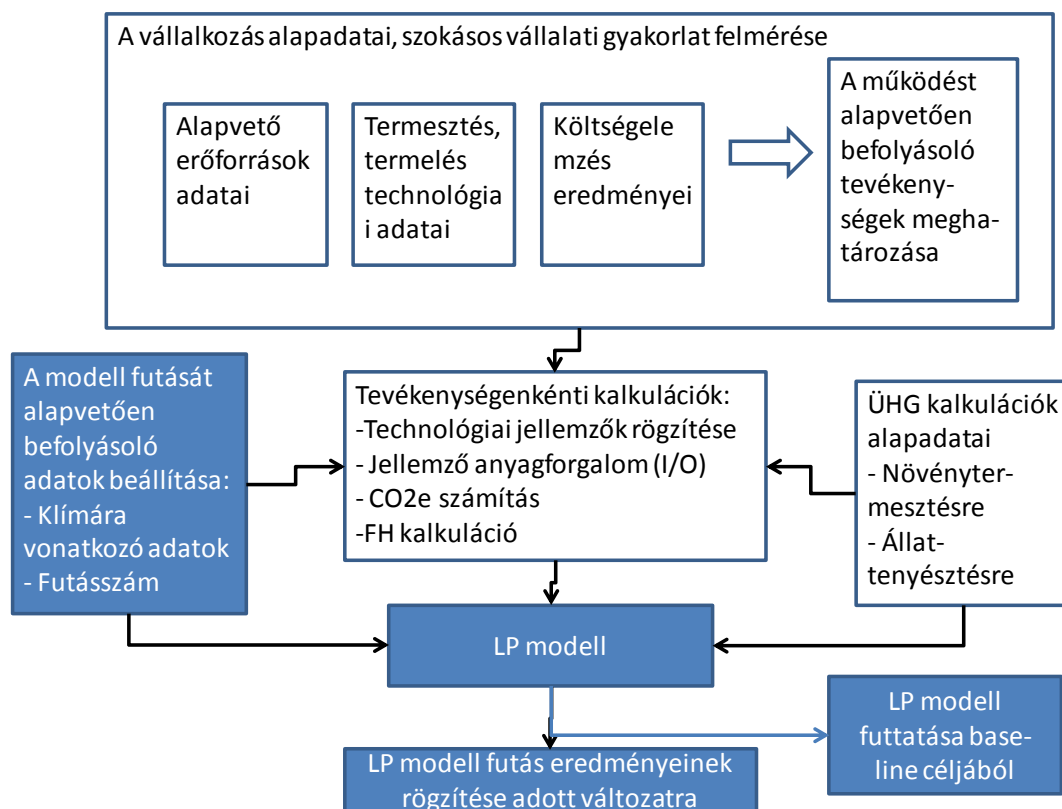 A vállalkozás alapadatai, szokásos vállalati gyakorlat felmérése
Alapvető
erőforrások
adatai
Termesztés,
termelés
technológia
i adatai
Költségele
mzés
eredményei
A működést
alapvetően
befolyásoló
tevékeny-
ségek megha-
tározása
A modell futását
alapvetően
befolyásoló
adatok beállítása:
- Klímára
vonatkozó adatok
- Futásszám
Tevékenységenkénti kalkulációk:
-Technológiai jellemzők rögzítése
- Jellemző anyagforgalom (I/O)
- CO2e számítás
-FH kalkuláció
ÜHG kalkulációk
alapadatai
- Növényter-
mesztésre
- Állat-
tenyésztésre
LP modell
LP modell
futtatása base-
line céljából
LP modell futás eredményeinek
rögzítése adott változatra